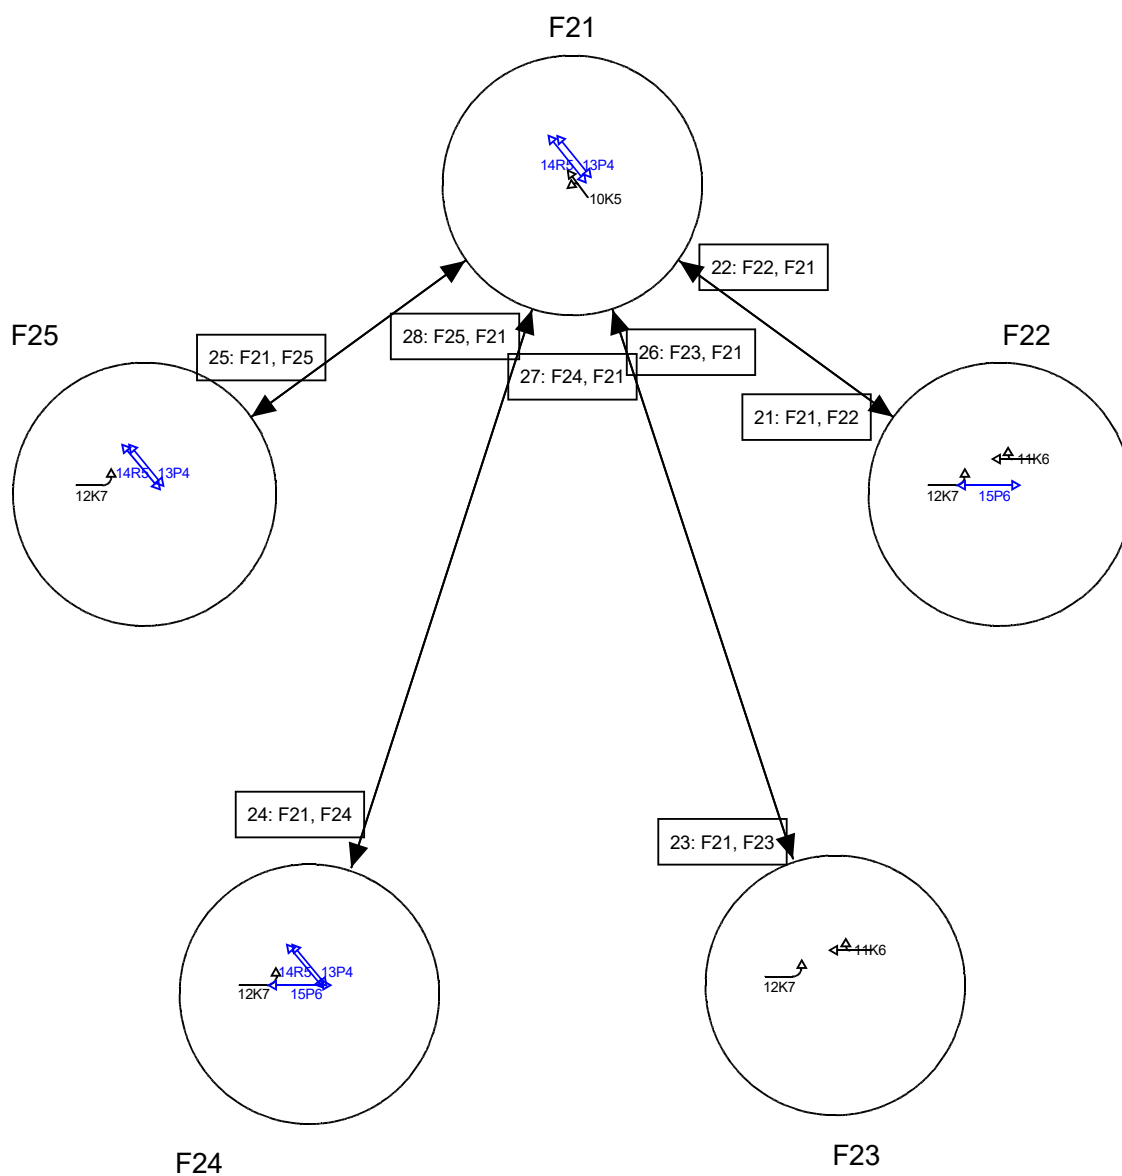 F21
14R5 13P4
10K5
22: F22, F21
28: F25, F21
26: F23, F21
F25
25: F21, F25
F22
27: F24, F21
21: F21, F22
14R5 13P4
12K7
11K6
12K7 15P6
24: F21, F24
23: F21, F23
14R5 13P4
12K7 15P6
11K6
12K7
F24
F23